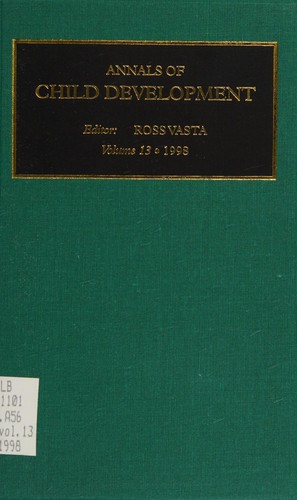 ANNALS OF
CHILD DEVELOPMENT
Editor: ROSS VASTA
Volume 13 • 1998
LB
1101
.A56
vol.13
1998